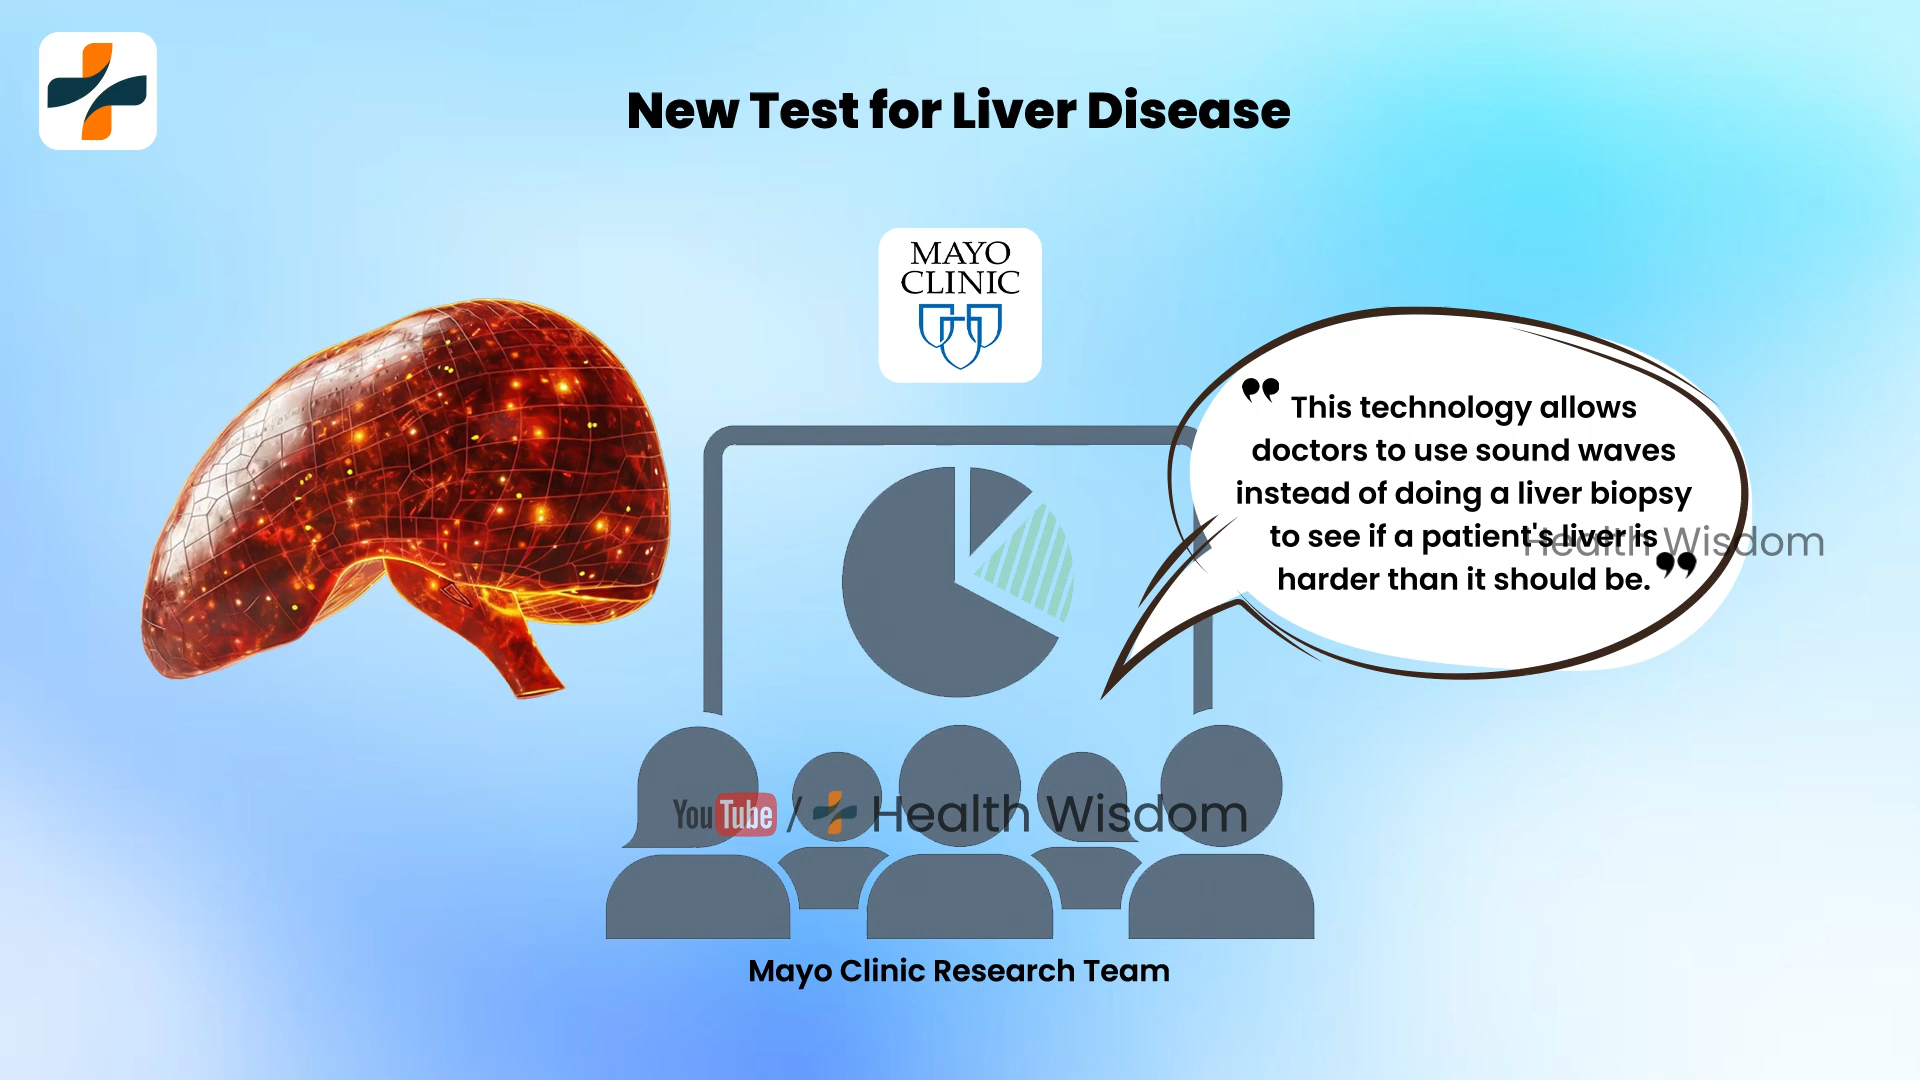 New Test for Liver Disease
MAYO
CLINIC
❞ This technology allows
doctors to use sound waves
instead of doing a liver biopsy
to see if a patient's liver is
harder than it should be. ❞
Health Wisdom
YouTube / Health Wisdom
Mayo Clinic Research Team